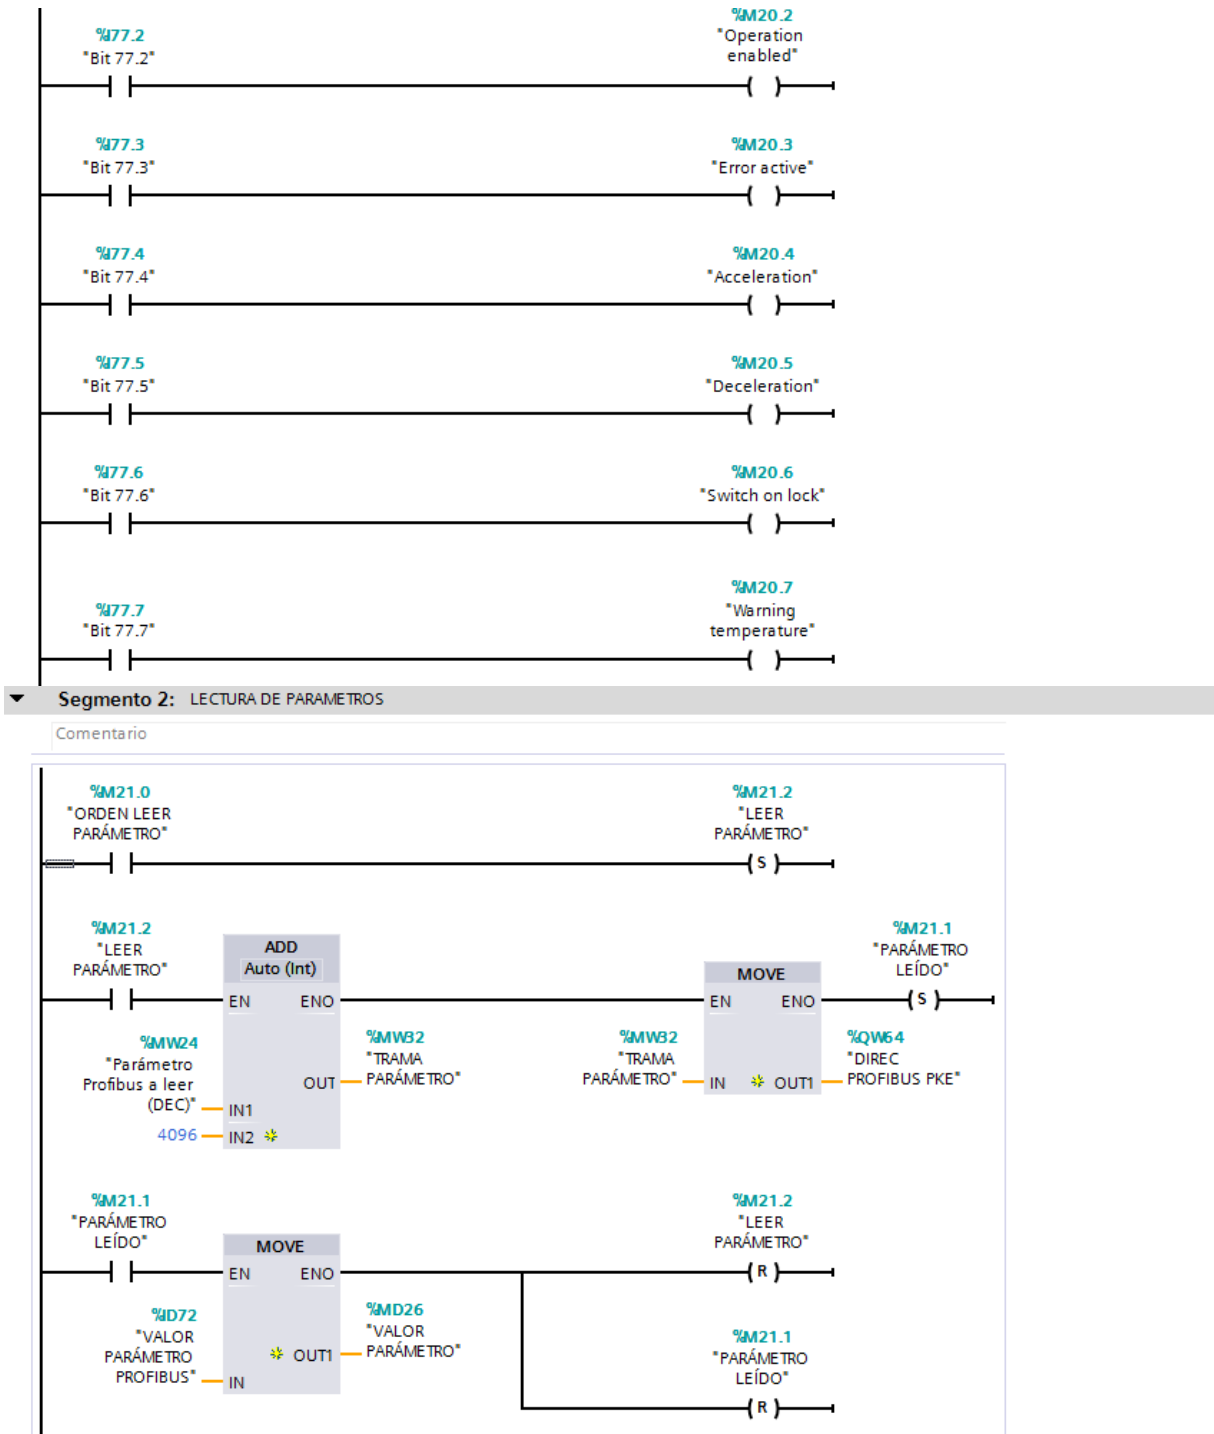 %M20.2
%I77.2 "Operation
"Bit 77.2" enabled"
%I77.3 %M20.3
"Bit 77.3" "Error active"
%I77.4 %M20.4
"Bit 77.4" "Acceleration"
%I77.5 %M20.5
"Bit 77.5" "Deceleration"
%I77.6 %M20.6
"Bit 77.6" "Switch on lock"
%M20.7
%I77.7 "Warning
"Bit 77.7" temperature"
Segmento 2: LECTURA DE PARAMETROS
Comentario
%M21.0 %M21.2
"ORDEN LEER "LEER
PARÁMETRO" PARÁMETRO"
S
%M21.2 %M21.1
"LEER ADD "PARÁMETRO
PARÁMETRO" Auto (Int) MOVE LEÍDO"
EN ENO EN ENO S
%MW24 %MW32 %MW32 %QW64
"Parámetro "TRAMA "TRAMA "DIREC
Profibus a leer OUT PARÁMETRO" PARÁMETRO" IN OUT1 PROFIBUS PKE"
(DEC)" IN1
4096 IN2
%M21.1 %M21.2
"PARÁMETRO "LEER
LEÍDO" MOVE PARÁMETRO"
EN ENO R
%ID72 %MD26
"VALOR "VALOR %M21.1
PARÁMETRO OUT1 PARÁMETRO" "PARÁMETRO
PROFIBUS" IN LEÍDO"
R